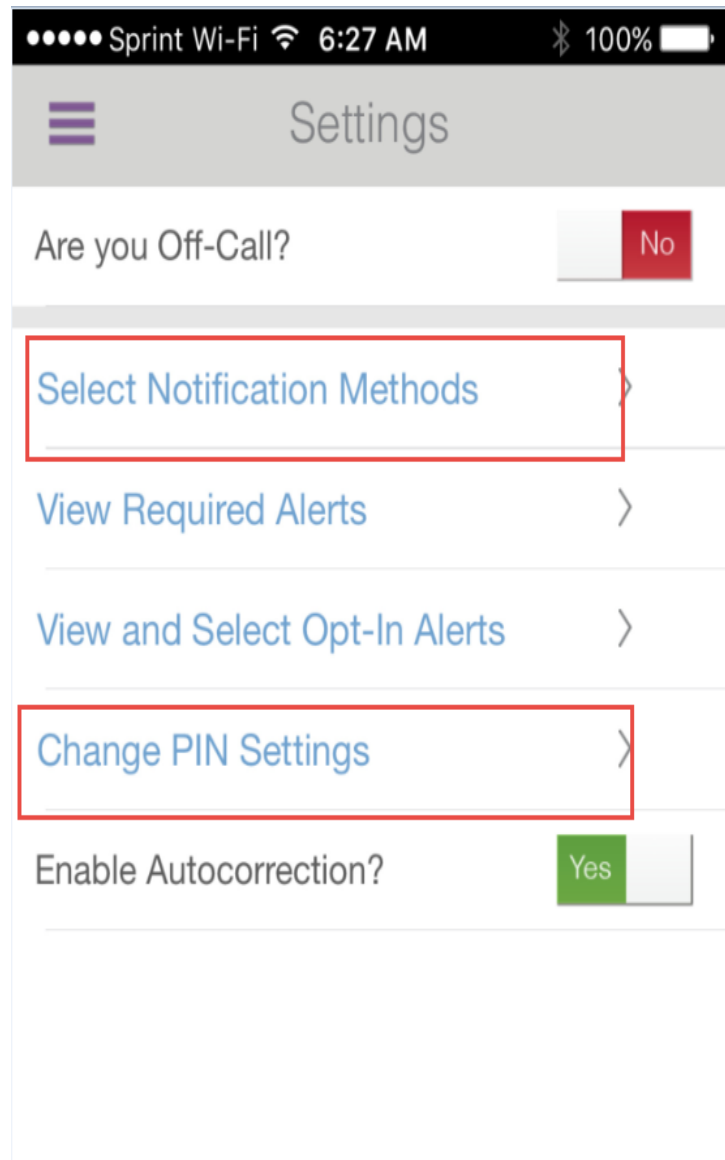 Sprint Wi-Fi 6:27 AM 100%
Settings
Are you Off-Call? No
Select Notification Methods
View Required Alerts
View and Select Opt-In Alerts
Change PIN Settings
Enable Autocorrection? Yes